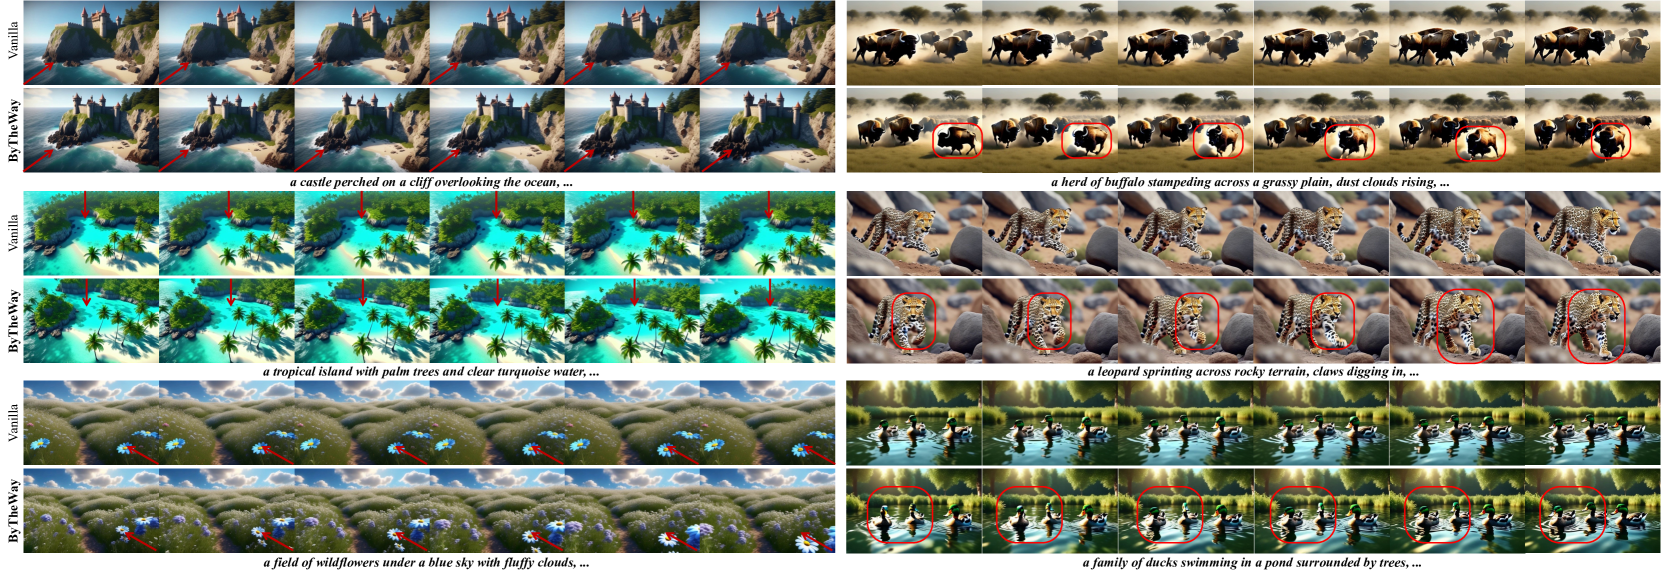 Vanilla
ByTheWay
a castle perched on a cliff overlooking the ocean, ...
Vanilla
ByTheWay
a tropical island with palm trees and clear turquoise water, ...
Vanilla
ByTheWay
a field of wildflowers under a blue sky with fluffy clouds, ...
a herd of buffalo stampeding across a grassy plain, dust clouds rising, ...
a leopard sprinting across rocky terrain, claws digging in, ...
a family of ducks swimming in a pond surrounded by trees, ...